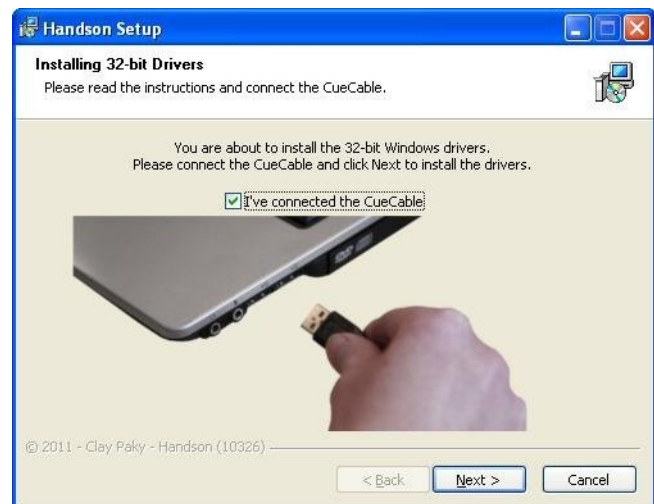 Handson Setup
Installing 32-bit Drivers
Please read the instructions and connect the CueCable.
You are about to install the 32-bit Windows drivers.
Please connect the CueCable and click Next to install the drivers.
I've connected the CueCable
© 2011 - Clay Paky - Handson (10326)
< Back
Next >
Cancel